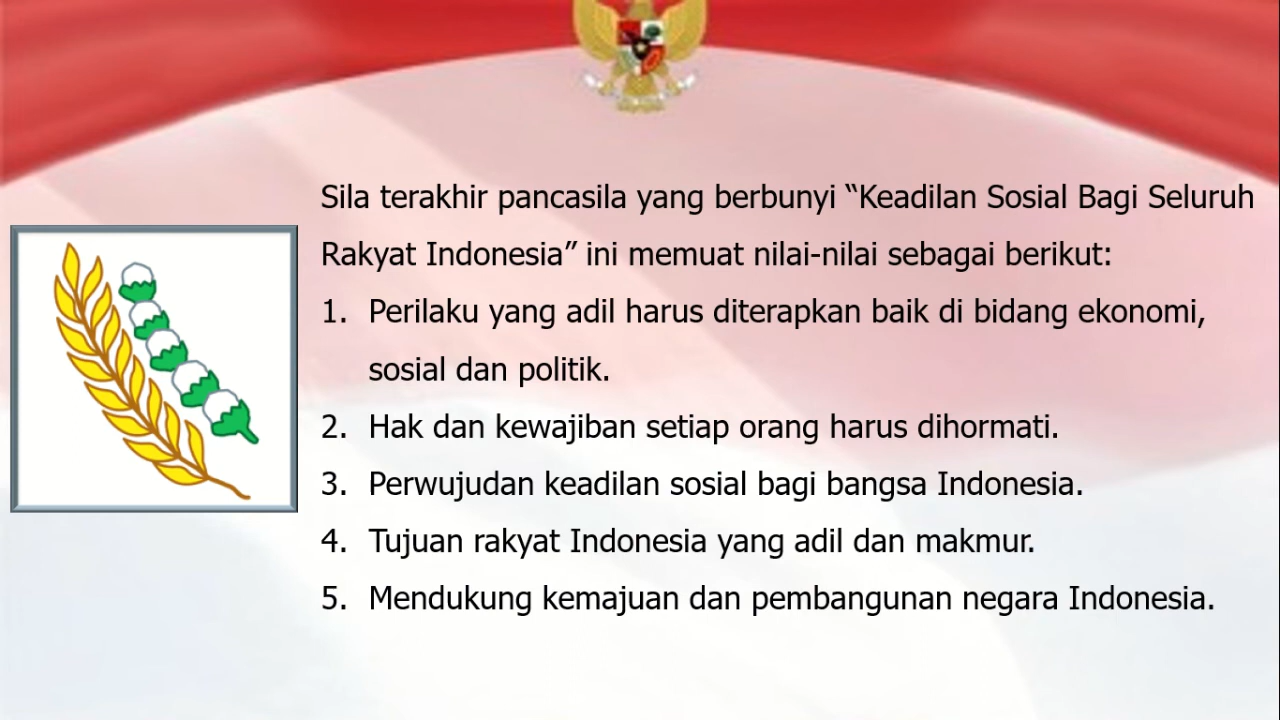 Sila terakhir pancasila yang berbunyi “Keadilan Sosial Bagi Seluruh
Rakyat Indonesia” ini memuat nilai-nilai sebagai berikut:
1. Perilaku yang adil harus diterapkan baik di bidang ekonomi,
sosial dan politik.
2. Hak dan kewajiban setiap orang harus dihormati.
3. Perwujudan keadilan sosial bagi bangsa Indonesia.
4. Tujuan rakyat Indonesia yang adil dan makmur.
5. Mendukung kemajuan dan pembangunan negara Indonesia.